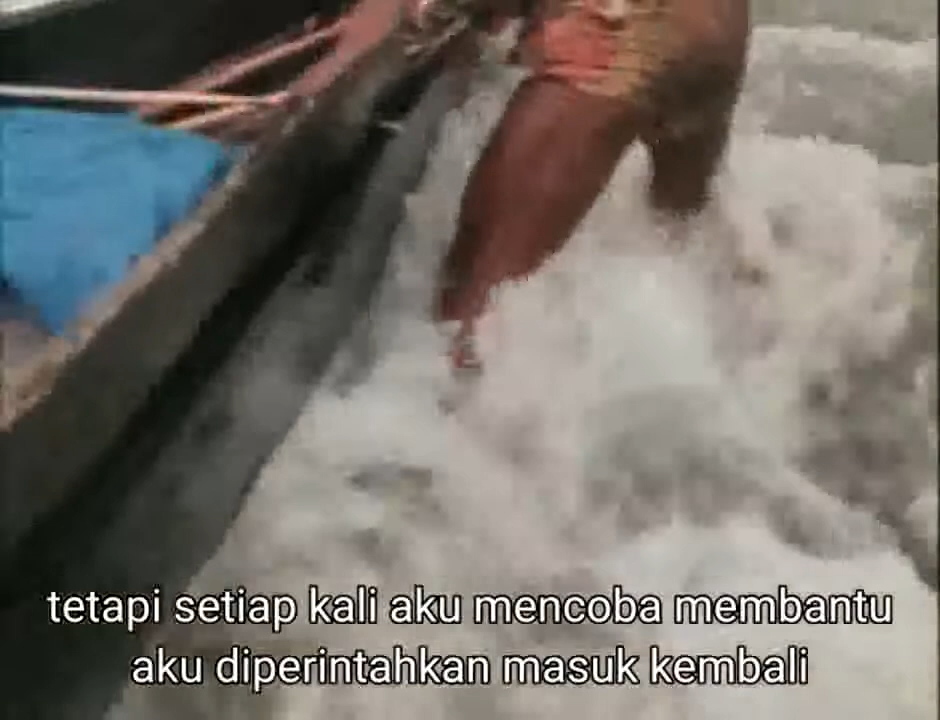 tetapi setiap kali aku mencoba membantu
aku diperintahkan masuk kembali